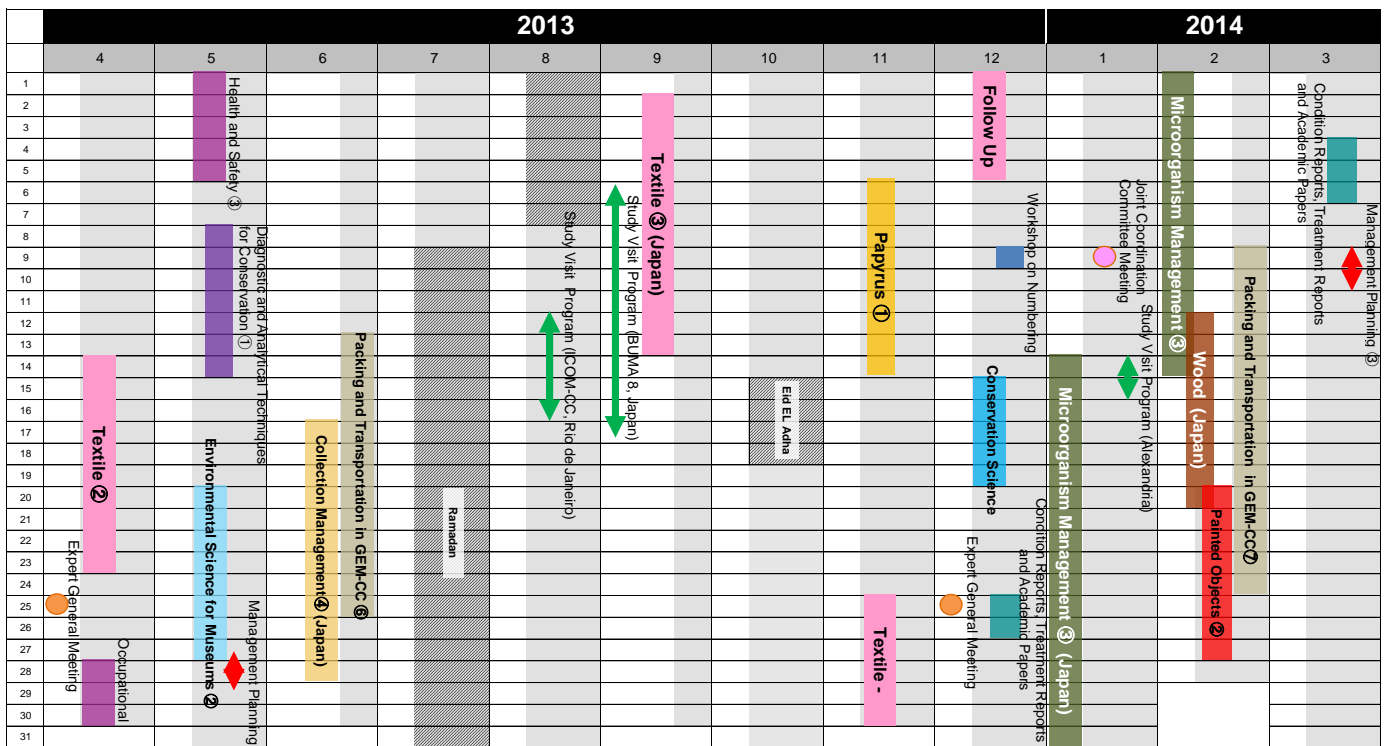 2013
2014
4
5
6
7
8
9
10
11
12
1
2
3
1
2
3
4
5
6
7
8
9
10
11
12
13
14
15
16
17
18
19
20
21
22
23
24
25
26
27
28
29
30
31
Textile ②
Expert General Meeting
Occupational
Health and Safety ③
Diagnostic and Analytical Techniques
for Conservation ①
Environmental Science for Museums ②
Management Planning
Collection Management④ (Japan)
Packing and Transportation in GEM-CC ⑥
Ramadan
Study Visit Program (ICOM-CC, Rio de Janeiro)
Study Visit Program (BUMA 8, Japan)
Textile ③ (Japan)
Eid EL Adha
Papyrus ①
Textile -
Follow Up
Workshop on Numbering
Conservation Science
Expert General Meeting
Condition Reports, Treatment Reports
and Academic Papers
Microorganism Management ③ (Japan)
Joint Coordination
Committee Meeting
Study Visit Program (Alexandria)
Microorganism Management ③
Wood (Japan)
Painted Objects ②
Packing and Transportation in GEM-CC⑦
Condition Reports, Treatment Reports
and Academic Papers
Management Planning ③